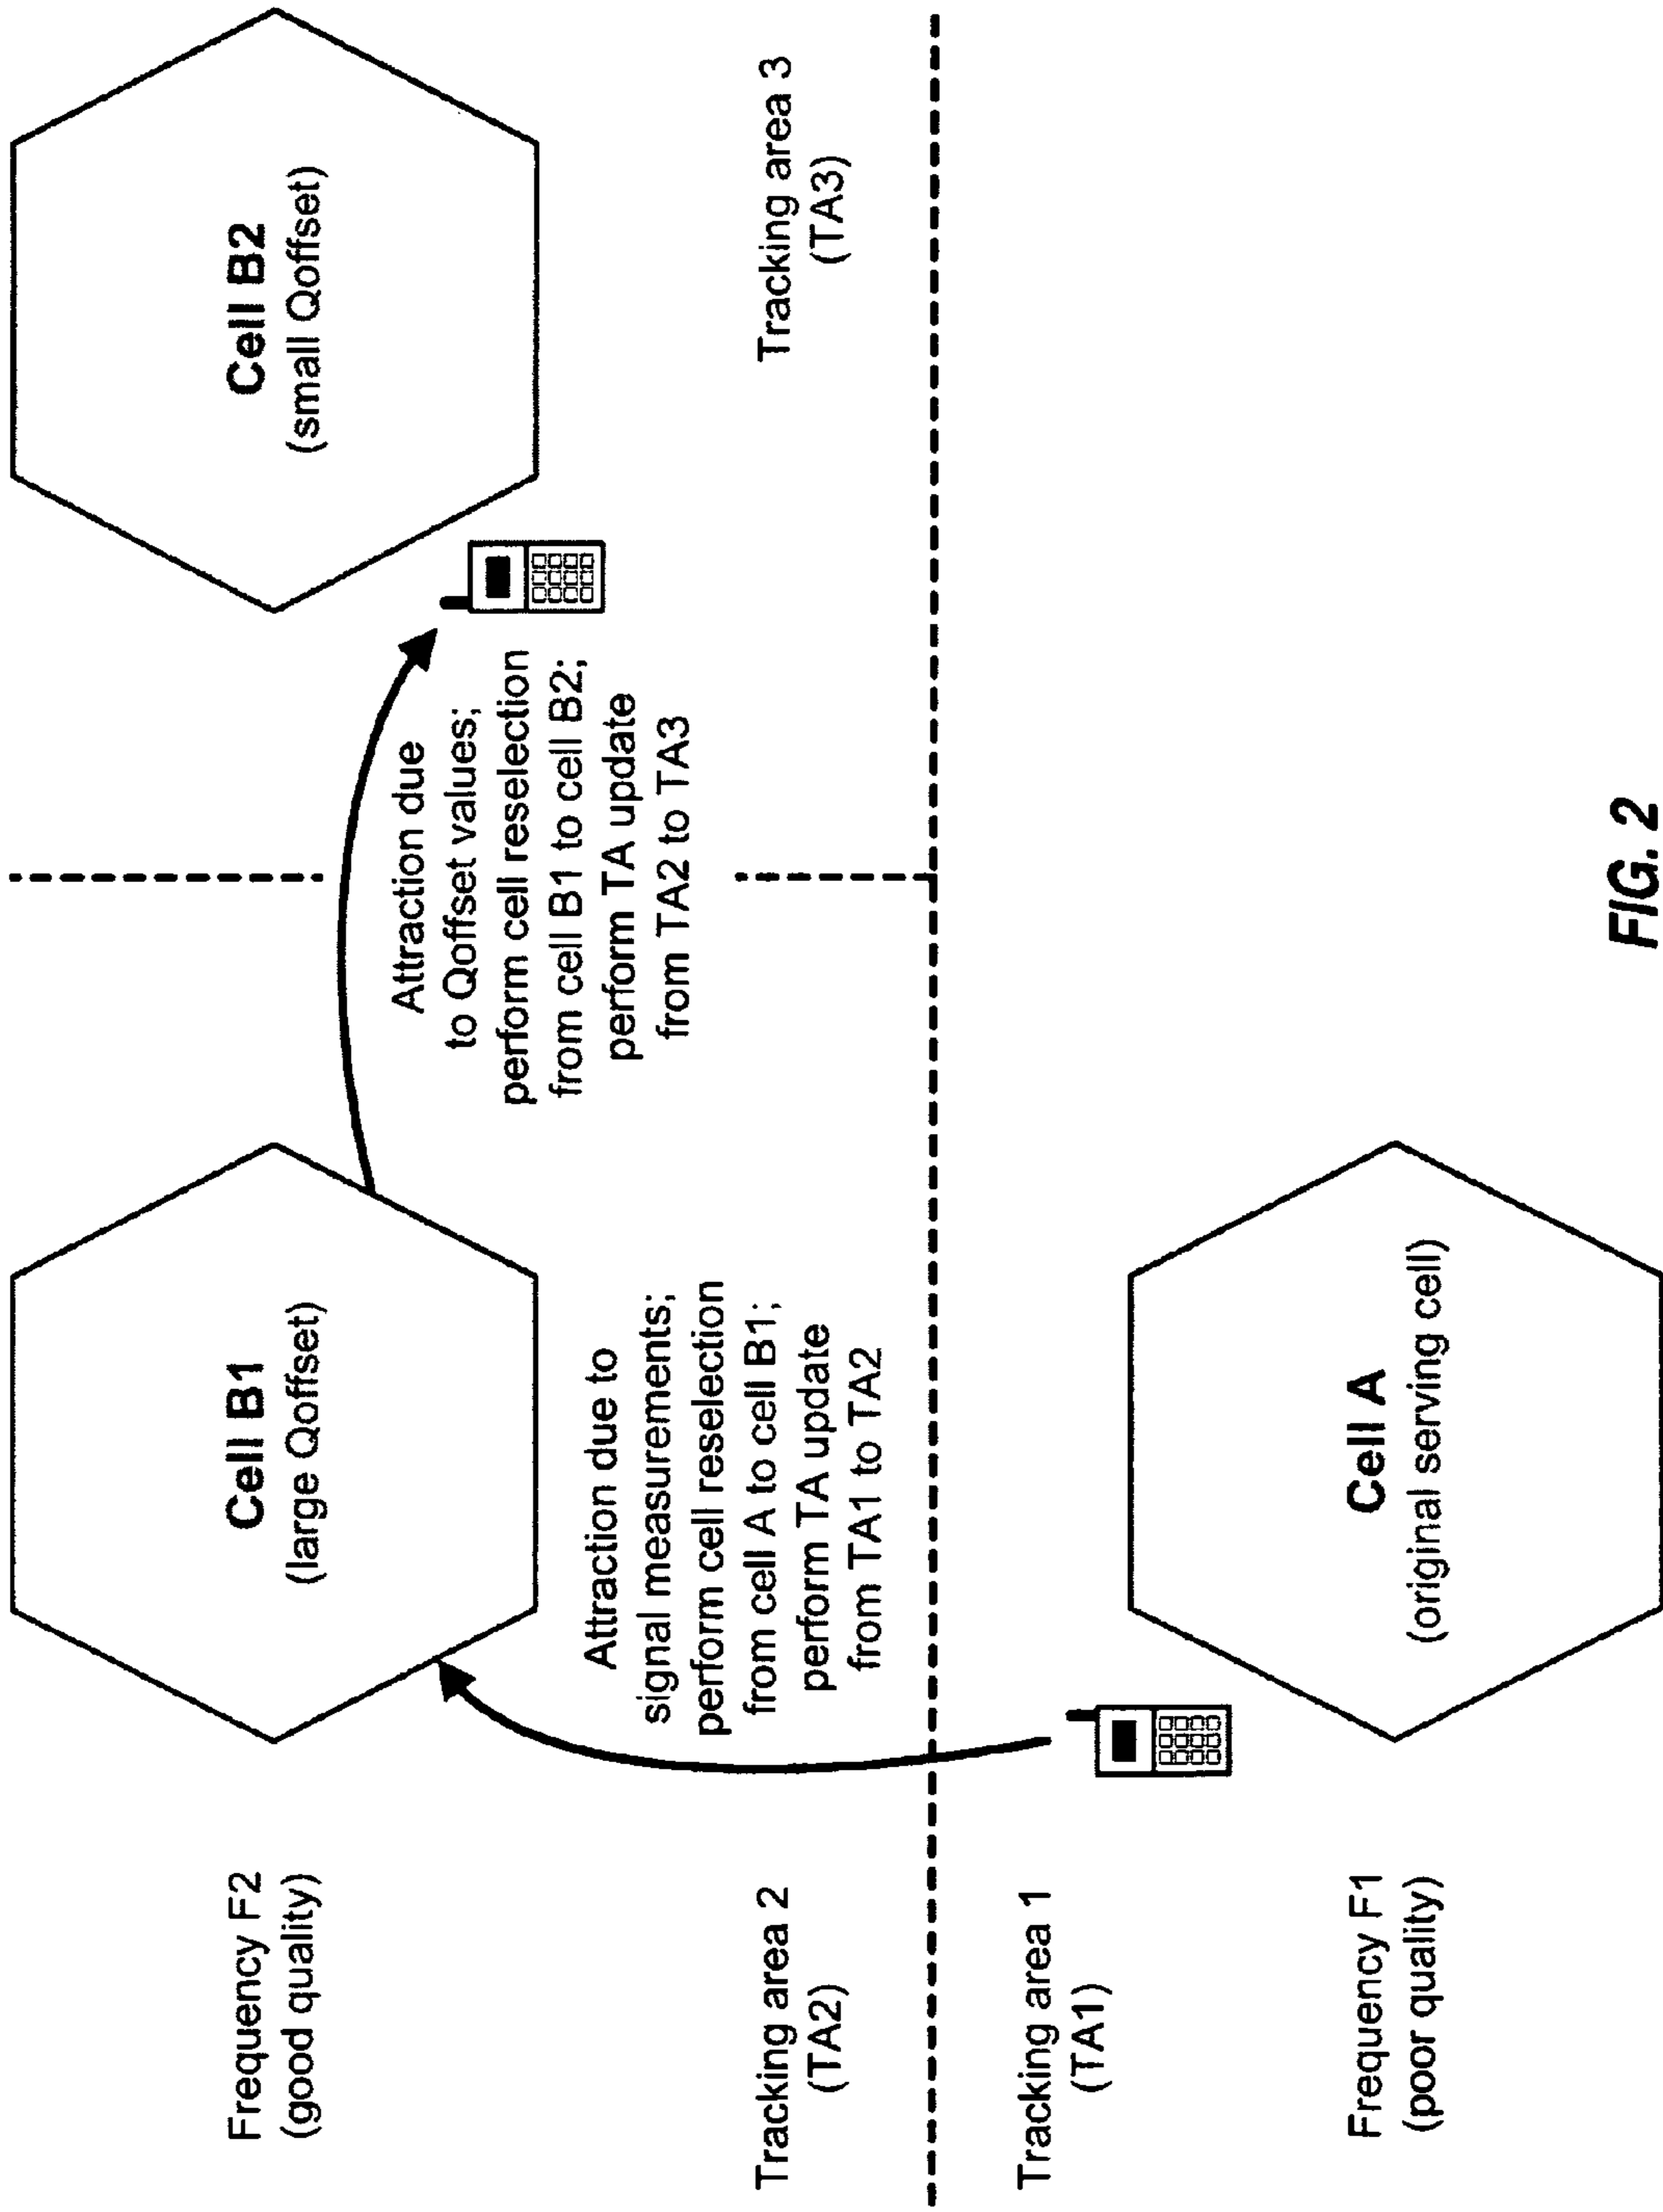 Frequency F2
(good quality)
Cell B1
(large Qoffset)
Cell B2
(small Qoffset)
Attraction due
to Qoffset values;
perform cell reselection
from cell B1 to cell B2;
perform TA update
from TA2 to TA3
Attraction due to
signal measurements;
perform cell reselection
from cell A to cell B1;
perform TA update
from TA1 to TA2
Tracking area 2
(TA2)
Tracking area 3
(TA3)
Tracking area 1
(TA1)
Frequency F1
(poor quality)
Cell A
(original serving cell)
FIG. 2